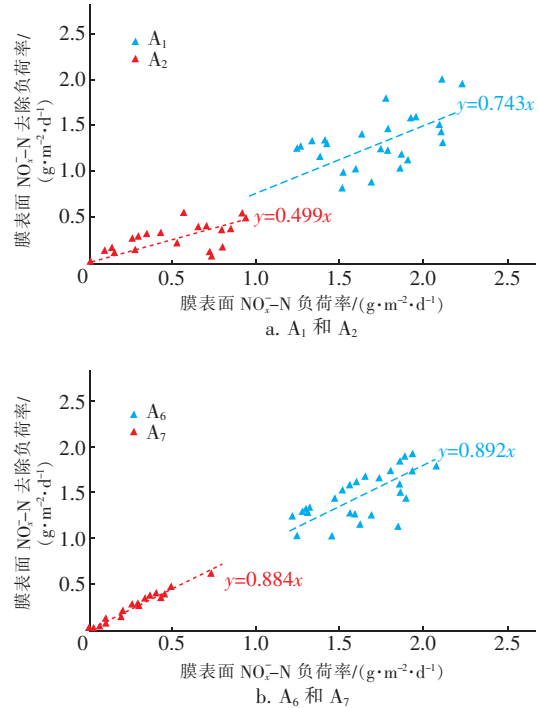 膜表面 NOₓ⁻-N 去除负荷率/
(g·m⁻²·d⁻¹)
2.5
2.0
1.5
1.0
0.5
0
A₁
A₂
y=0.743x
y=0.499x
0.5 1.0 1.5 2.0 2.5
膜表面 NOₓ⁻-N 负荷率/(g·m⁻²·d⁻¹)
a. A₁ 和 A₂
膜表面 NOₓ⁻-N 去除负荷率/
(g·m⁻²·d⁻¹)
2.5
2.0
1.5
1.0
0.5
0
A₆
A₇
y=0.892x
y=0.884x
0.5 1.0 1.5 2.0 2.5
膜表面 NOₓ⁻-N 负荷率/(g·m⁻²·d⁻¹)
b. A₆ 和 A₇